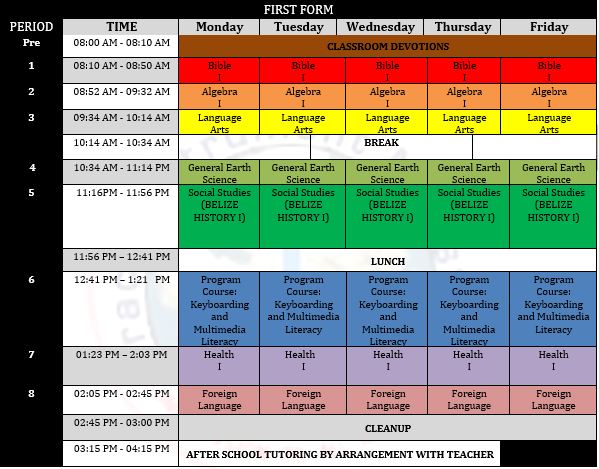 FIRST FORM
PERIOD TIME Monday Tuesday Wednesday Thursday Friday
Pre 08:00 AM - 08:10 AM CLASSROOM DEVOTIONS
1 08:10 AM - 08:50 AM Bible Bible Bible Bible Bible
I I I I I
2 08:52 AM - 09:32 AM Algebra Algebra Algebra Algebra Algebra
I I I I I
3 09:34 AM - 10:14 AM Language Language Language Language Language
Arts Arts Arts Arts Arts
10:14 AM - 10:34 AM BREAK
4 10:34 AM - 11:14 PM General Earth General Earth General Earth General Earth General Earth
Science Science Science Science Science
5 11:16PM - 11:56 PM Social Studies Social Studies Social Studies Social Studies Social Studies
(BELIZE (BELIZE (BELIZE (BELIZE (BELIZE
HISTORY I) HISTORY I) HISTORY I) HISTORY I) HISTORY I)
11:56 PM – 12:41 PM LUNCH
6 12:41 PM - 1:21 PM Program Program Program Program Program
Course: Course: Course: Course: Course:
Keyboarding Keyboarding Keyboarding Keyboarding Keyboarding
and and Multimedia and and and Multimedia
Multimedia Literacy Multimedia Multimedia Literacy
Literacy Literacy Literacy
7 01:23 PM – 2:03 PM Health Health Health Health Health
I I I I I
8 02:05 PM - 02:45 PM Foreign Foreign Foreign Foreign Foreign
Language Language Language Language Language
02:45 PM - 03:00 PM CLEANUP
03:15 PM - 04:15 PM AFTER SCHOOL TUTORING BY ARRANGEMENT WITH TEACHER